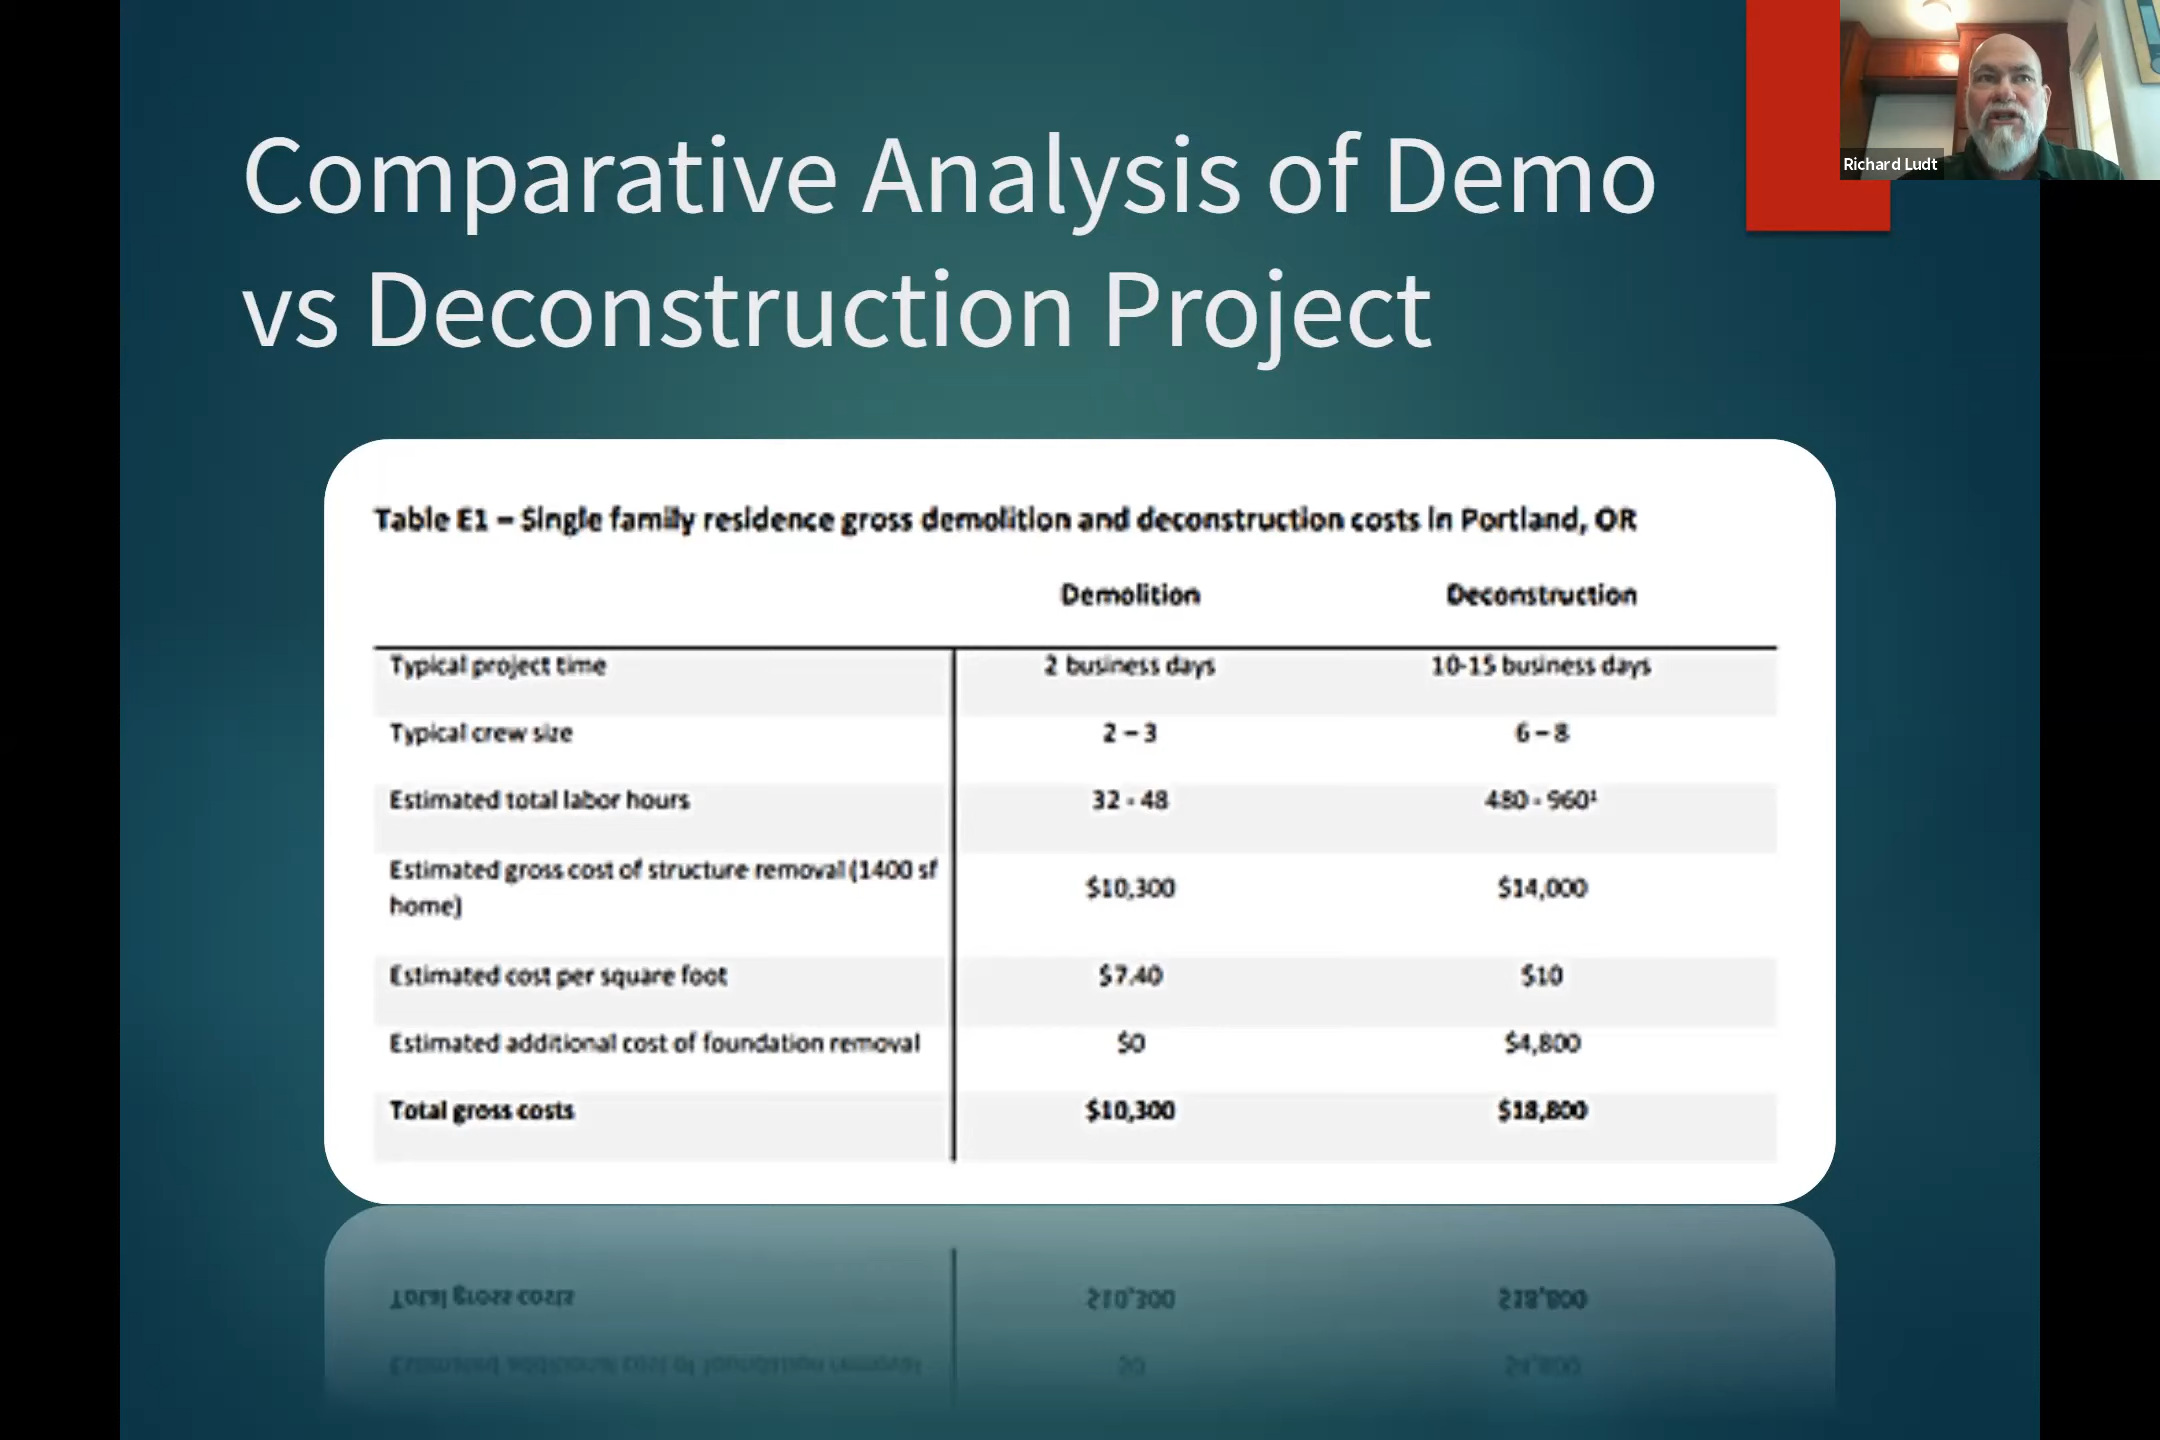 Comparative Analysis of Demo
vs Deconstruction Project
Richard Ludt
Table E1 – Single family residence gross demolition and deconstruction costs in Portland, OR
Demolition Deconstruction
Typical project time 2 business days 10-15 business days
Typical crew size 2 – 3 6 – 8
Estimated total labor hours 32 - 48 480 - 960¹
Estimated gross cost of structure removal (1400 sf
home) $10,300 $14,000
Estimated cost per square foot $7.40 $10
Estimated additional cost of foundation removal $0 $4,800
Total gross costs $10,300 $18,800